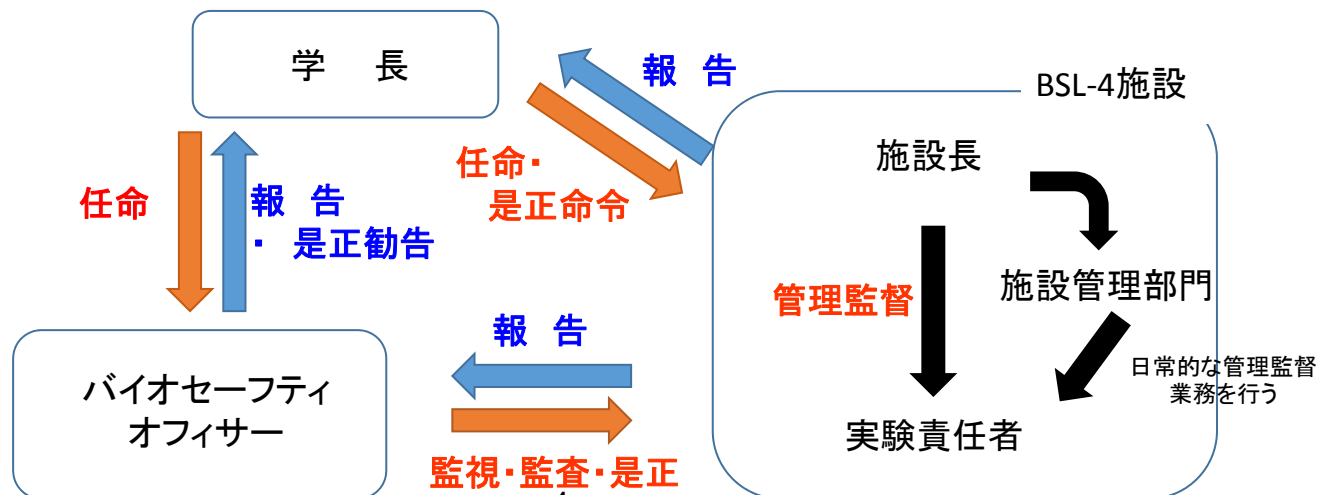 学　長
報　告
BSL-4施設
任命・
是正命令
施設長
任命
報　告
・　是正勧告
管理監督
施設管理部門
報　告
日常的な管理監督
業務を行う
バイオセーフティ
オフィサー
実験責任者
監視・監査・是正